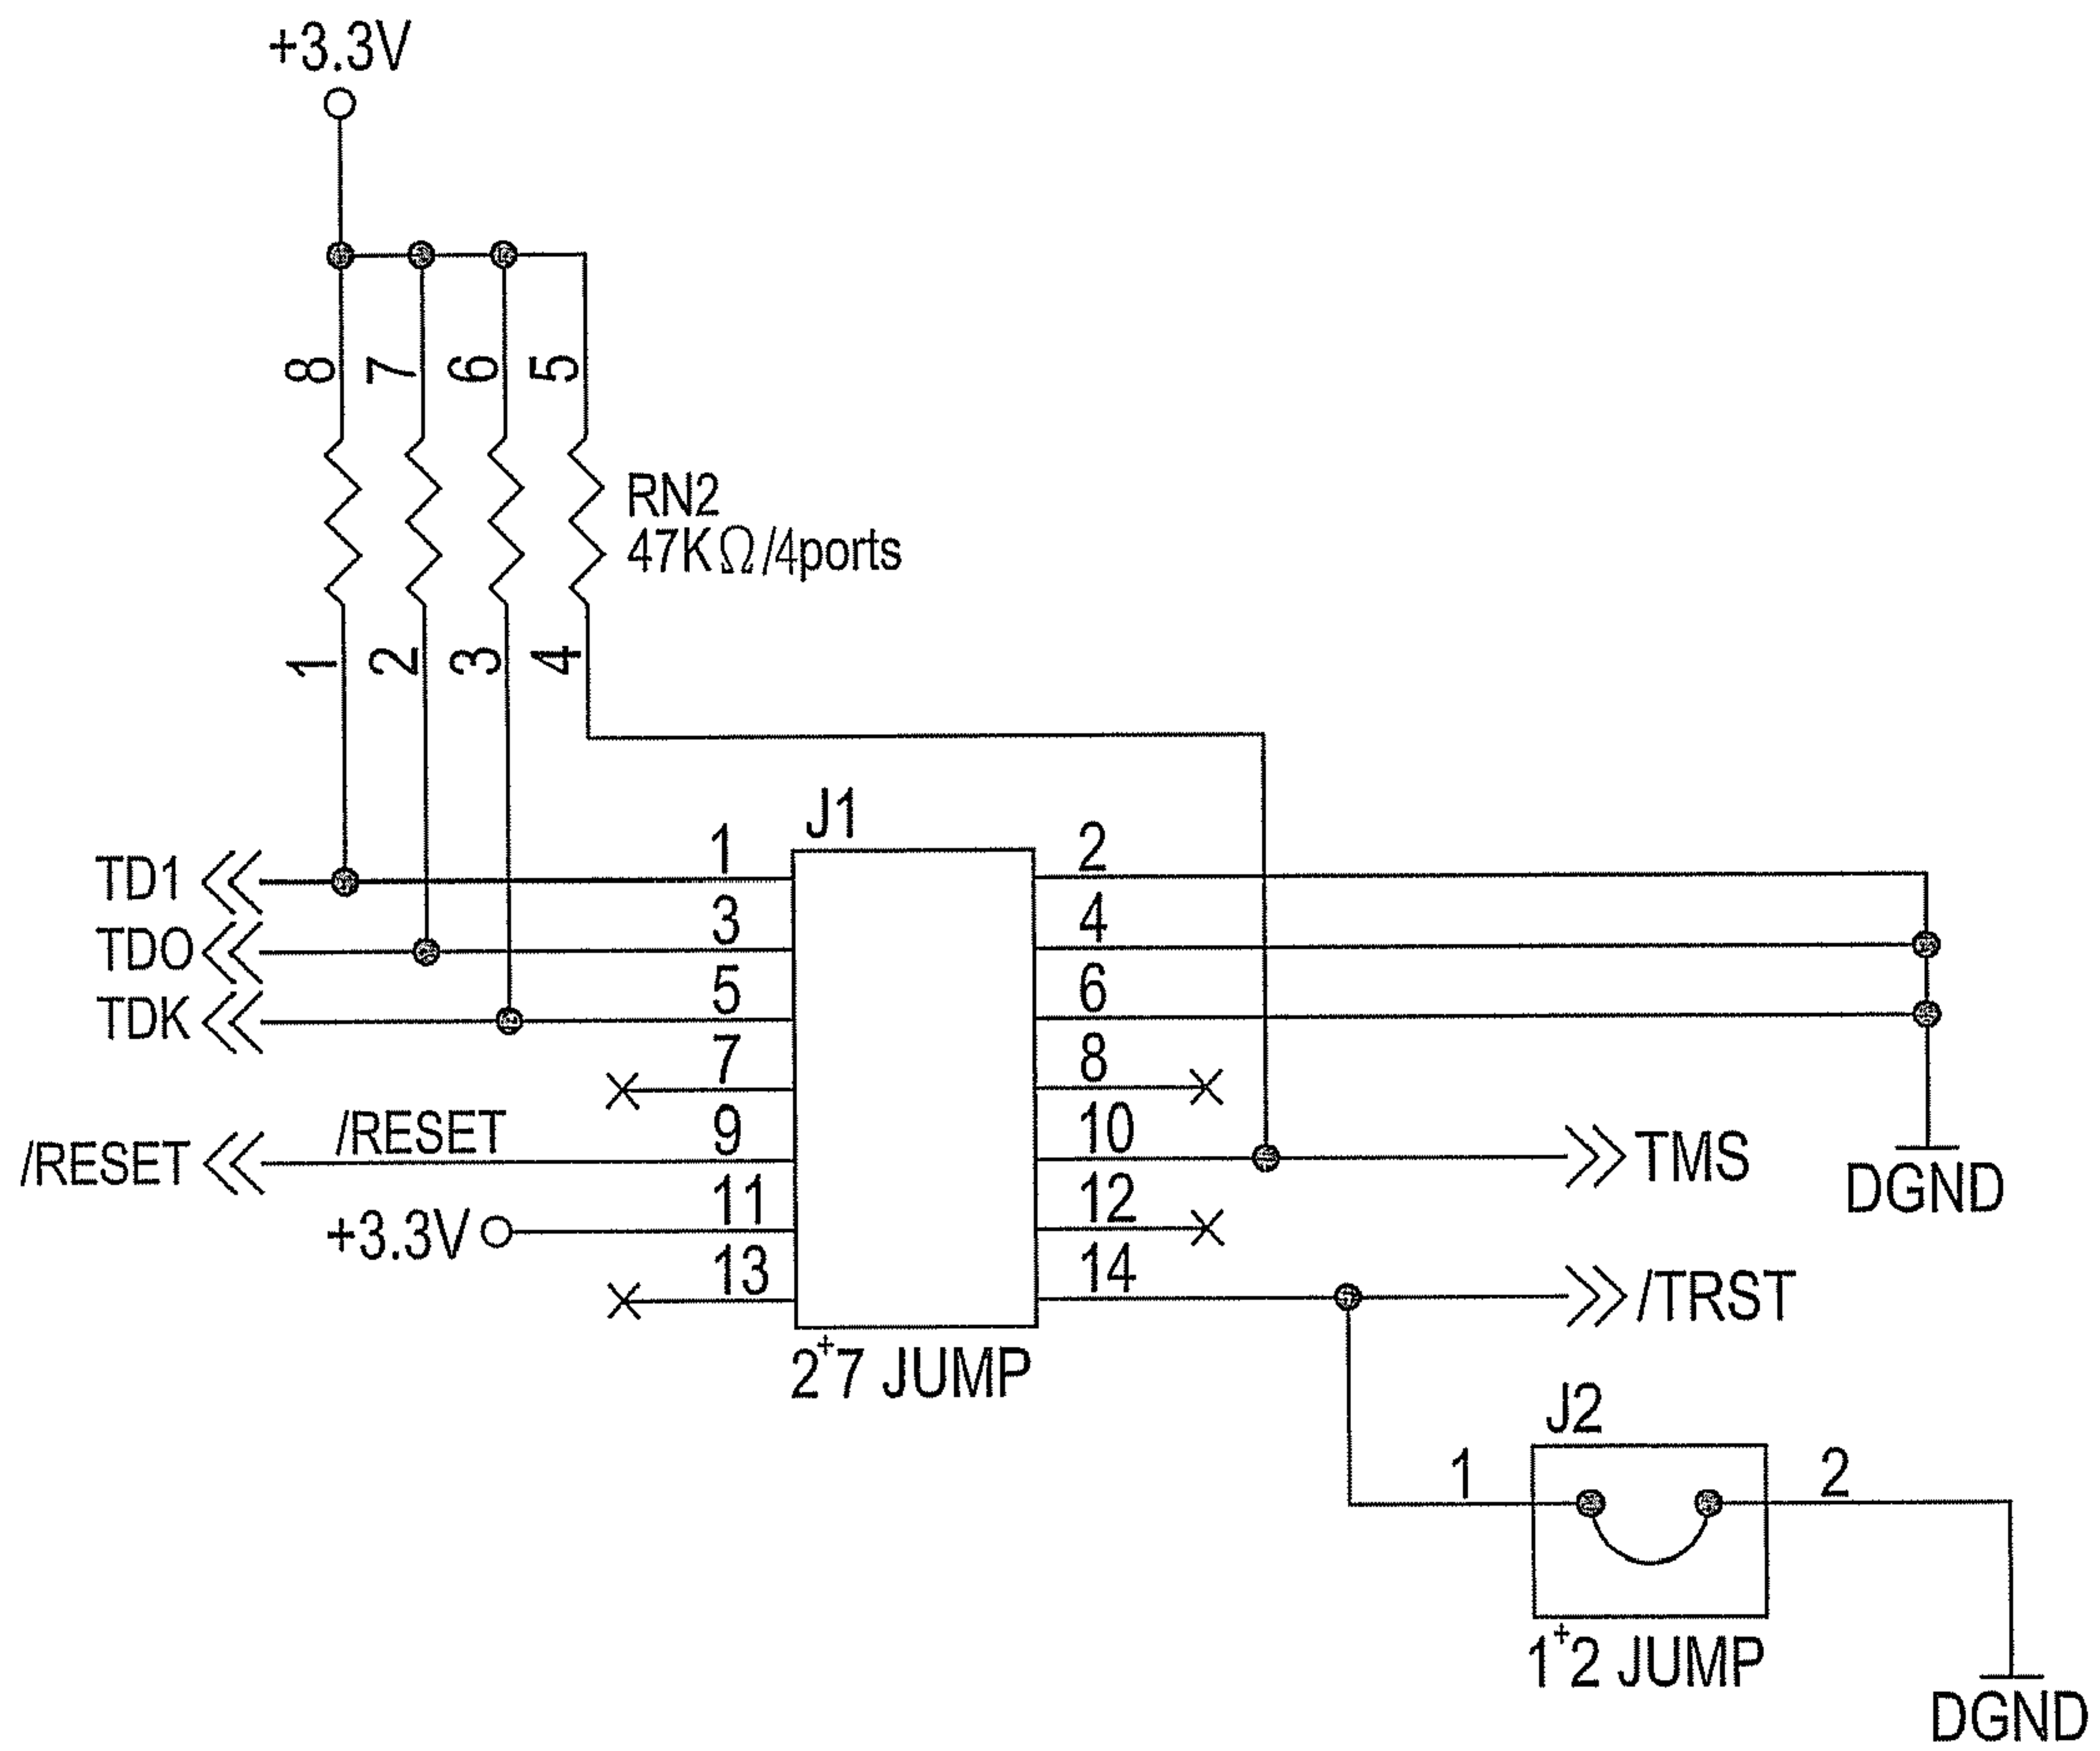 +3.3V
8 7 6 5
RN2
47KΩ/4ports
1 2 3 4
J1
TD1 1 2
TDO 3 4
TDK 5 6
7 8
/RESET /RESET 9 10 TMS
DGND
+3.3V 11 12
13 14 /TRST
2+7 JUMP
J2
1 2
1+2 JUMP
DGND